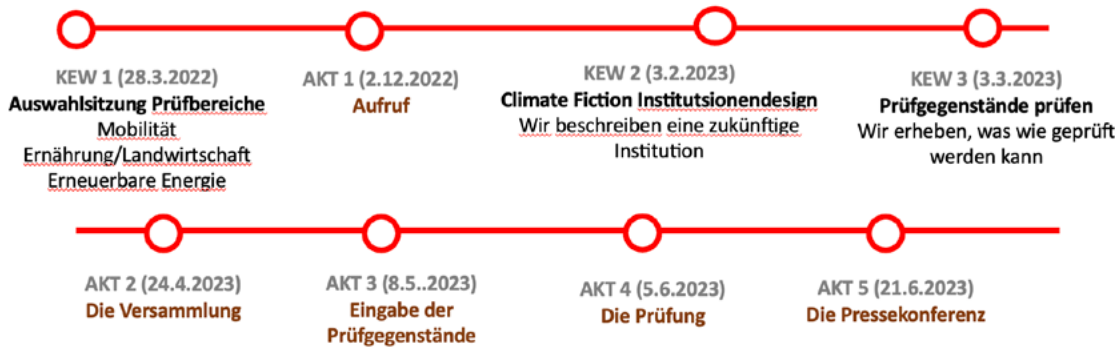 KEW 1 (28.3.2022)
Auswahlsitzung Prüfbereiche
Mobilität
Ernährung/Landwirtschaft
Erneuerbare Energie
AKT 1 (2.12.2022)
Aufruf
KEW 2 (3.2.2023)
Climate Fiction Institutsionendesign
Wir beschreiben eine zukünftige
Institution
KEW 3 (3.3.2023)
Prüfgegenstände prüfen
Wir erheben, was wie geprüft
werden kann
AKT 2 (24.4.2023)
Die Versammlung
AKT 3 (8.5..2023)
Eingabe der
Prüfgegenstände
AKT 4 (5.6.2023)
Die Prüfung
AKT 5 (21.6.2023)
Die Pressekonferenz